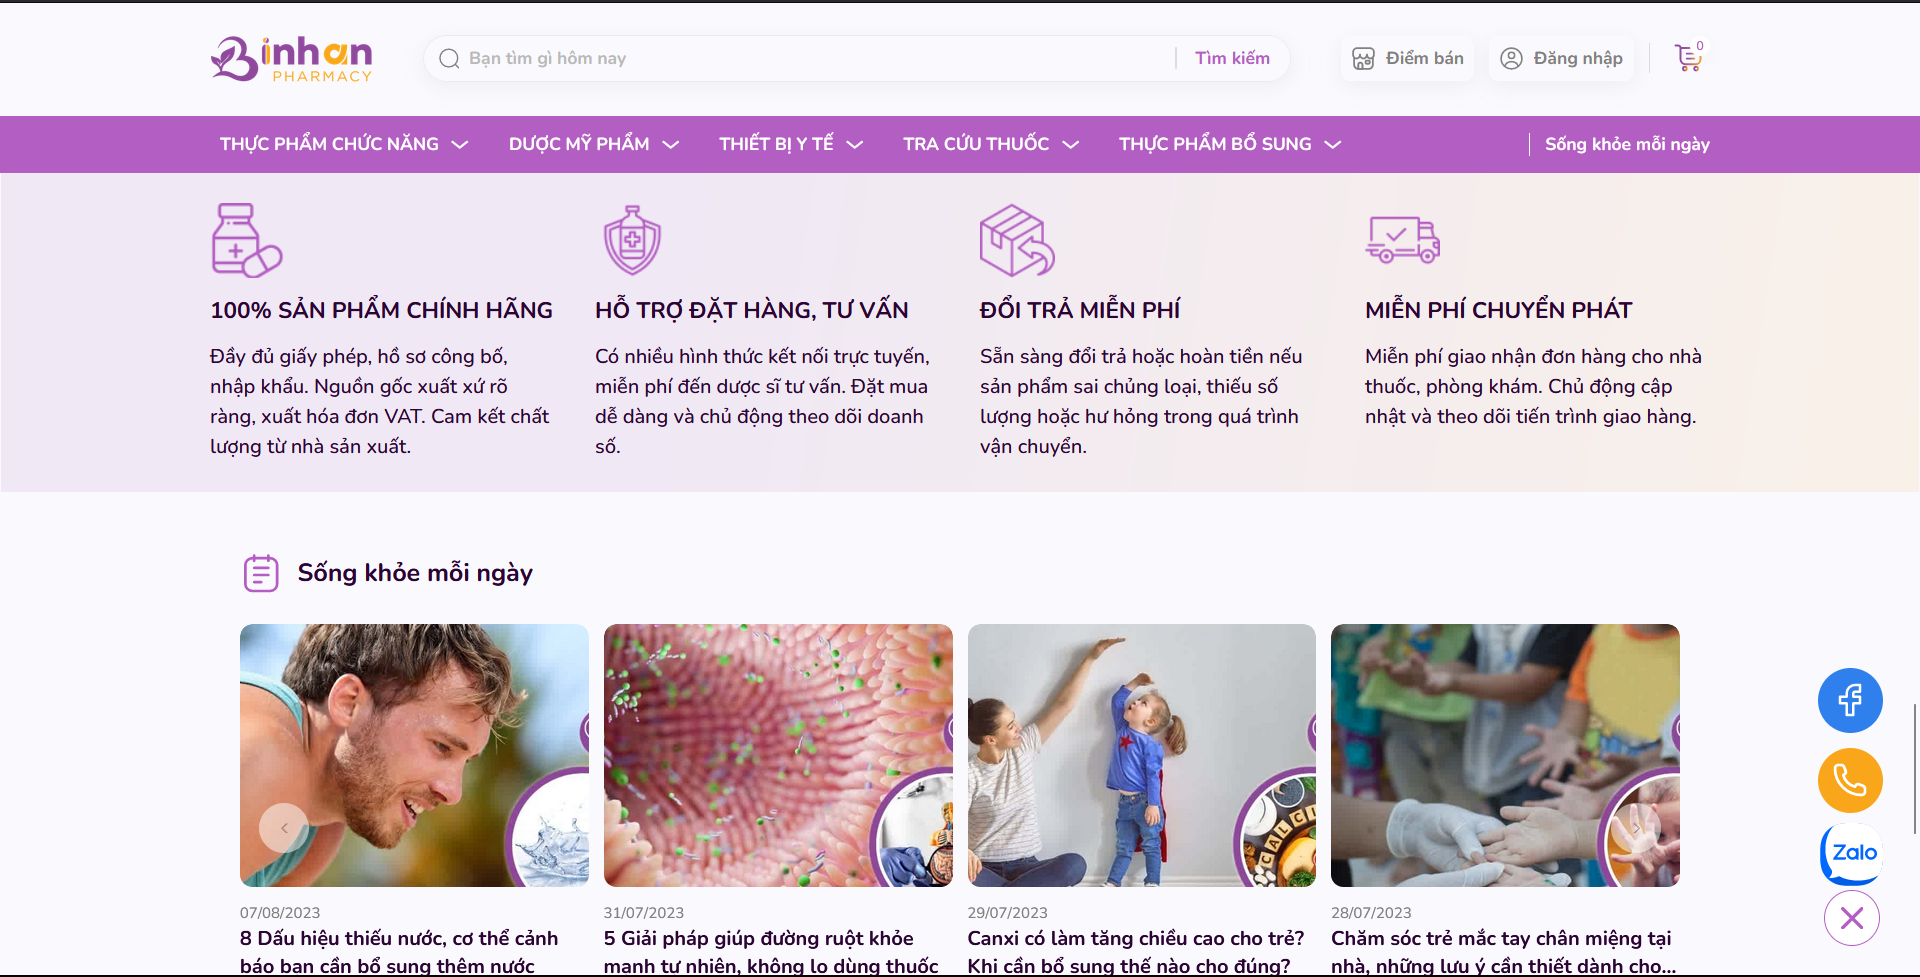 Binhan
PHARMACY
Bạn tìm gì hôm nay
Tìm kiếm
Điểm bán
Đăng nhập
0
THỰC PHẨM CHỨC NĂNG
DƯỢC MỸ PHẨM
THIẾT BỊ Y TẾ
TRA CỨU THUỐC
THỰC PHẨM BỔ SUNG
Sống khỏe mỗi ngày
100% SẢN PHẨM CHÍNH HÃNG
Đầy đủ giấy phép, hồ sơ công bố,
nhập khẩu. Nguồn gốc xuất xứ rõ
ràng, xuất hóa đơn VAT. Cam kết chất
lượng từ nhà sản xuất.
HỖ TRỢ ĐẶT HÀNG, TƯ VẤN
Có nhiều hình thức kết nối trực tuyến,
miễn phí đến dược sĩ tư vấn. Đặt mua
dễ dàng và chủ động theo dõi doanh
số.
ĐỔI TRẢ MIỄN PHÍ
Sẵn sàng đổi trả hoặc hoàn tiền nếu
sản phẩm sai chủng loại, thiếu số
lượng hoặc hư hỏng trong quá trình
vận chuyển.
MIỄN PHÍ CHUYỂN PHÁT
Miễn phí giao nhận đơn hàng cho nhà
thuốc, phòng khám. Chủ động cập
nhật và theo dõi tiến trình giao hàng.
Sống khỏe mỗi ngày
CALCI
07/08/2023
8 Dấu hiệu thiếu nước, cơ thể cảnh
báo bạn cần bổ sung thêm nước
31/07/2023
5 Giải pháp giúp đường ruột khỏe
mạnh tự nhiên, không lo dùng thuốc
29/07/2023
Canxi có làm tăng chiều cao cho trẻ?
Khi cần bổ sung thế nào cho đúng?
28/07/2023
Chăm sóc trẻ mắc tay chân miệng tại
nhà, những lưu ý cần thiết dành cho...
Zalo